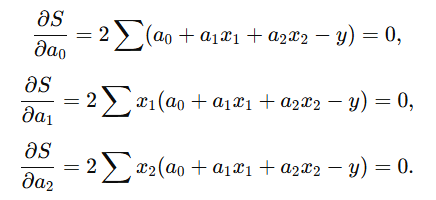 ∂S/∂a₀ = 2 ∑(a₀ + a₁x₁ + a₂x₂ − y) = 0,
∂S/∂a₁ = 2 ∑ x₁(a₀ + a₁x₁ + a₂x₂ − y) = 0,
∂S/∂a₂ = 2 ∑ x₂(a₀ + a₁x₁ + a₂x₂ − y) = 0.